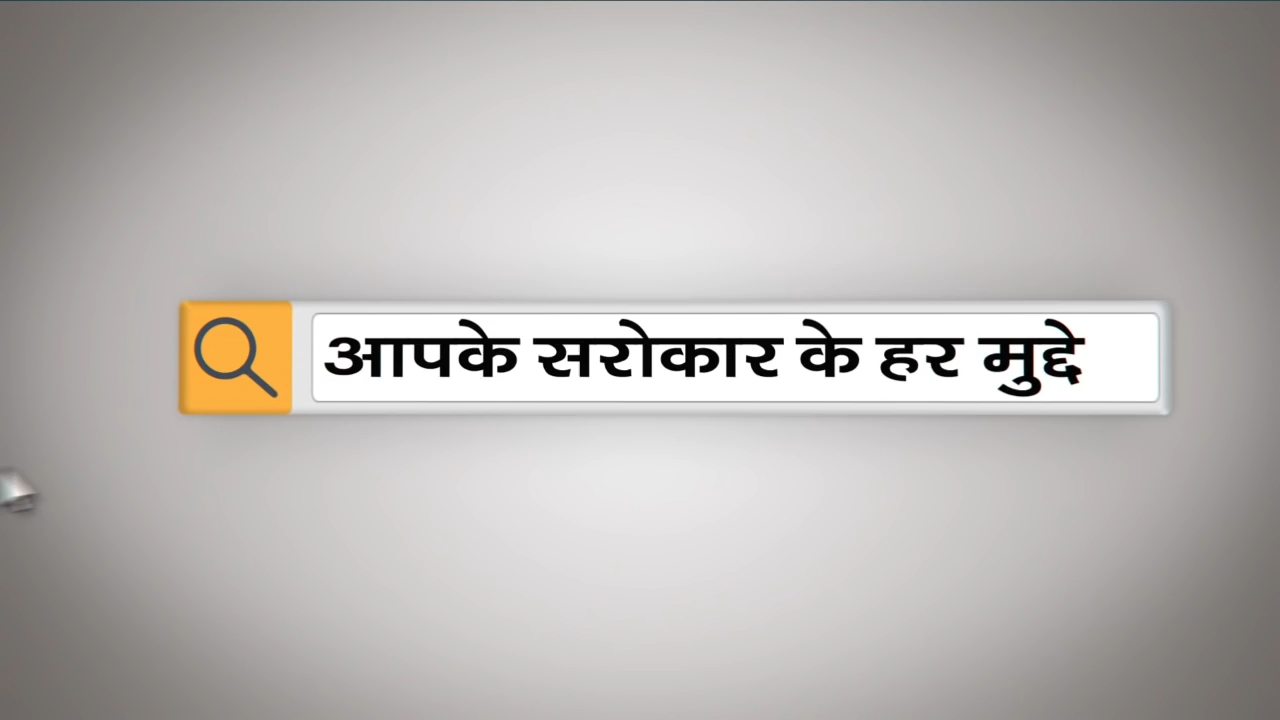 आपके सरोकार के हर मुद्दे